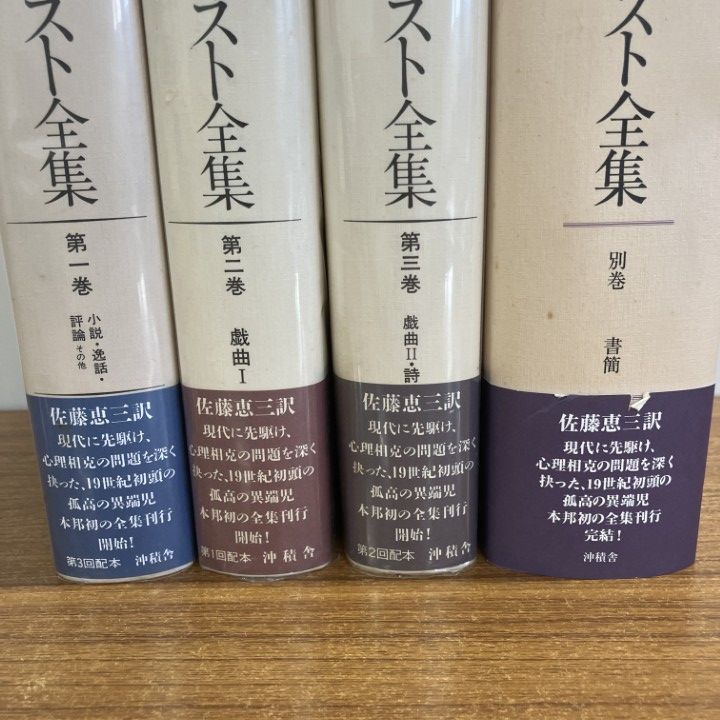 スト全集
第一巻
小説・逸話・
評論 その他
佐藤恵三訳
現代に先駆け、
心理相克の問題を深く
抉った、19世紀初頭の
孤高の異端児
本邦初の全集刊行
開始!
第3回配本 沖積舎
スト全集
第二巻
戯曲Ⅰ
佐藤恵三訳
現代に先駆け、
心理相克の問題を深く
抉った、19世紀初頭の
孤高の異端児
本邦初の全集刊行
開始!
第1回配本 沖積舎
スト全集
第三巻
戯曲Ⅱ・詩
佐藤恵三訳
現代に先駆け、
心理相克の問題を深く
抉った、19世紀初頭の
孤高の異端児
本邦初の全集刊行
開始!
第2回配本 沖積舎
スト全集
別巻
書簡
佐藤恵三訳
現代に先駆け、
心理相克の問題を深く
抉った、19世紀初頭の
孤高の異端児
本邦初の全集刊行
完結!
沖積舎